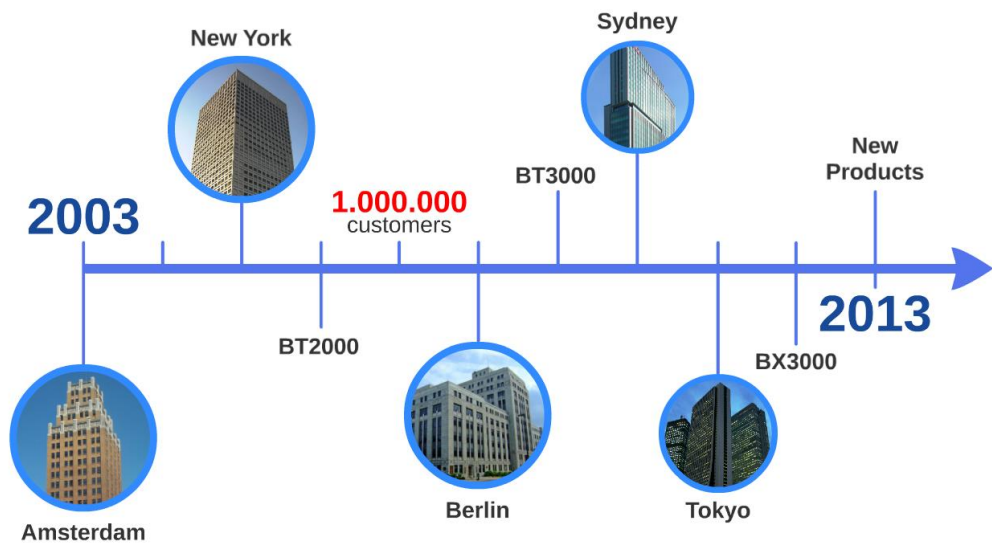 Sydney
New York
New
Products
BT3000
1.000.000
customers
2003
2013
BT2000
BX3000
Berlin
Tokyo
Amsterdam